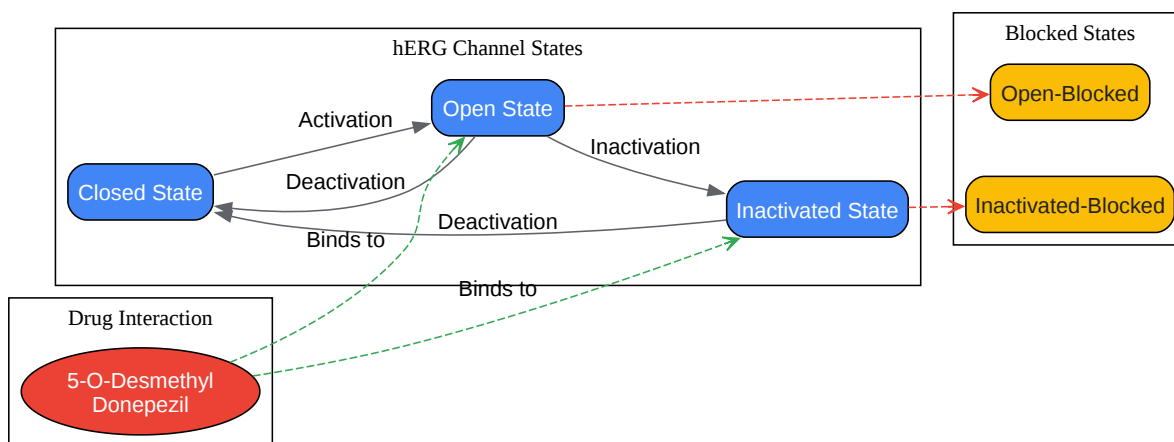 hERG Channel States
Blocked States
Open State
Open-Blocked
Activation
Inactivation
Closed State
Deactivation
Inactivated State
Inactivated-Blocked
Deactivation
Binds to
Binds to
Drug Interaction
5-O-Desmethyl
Donepezil